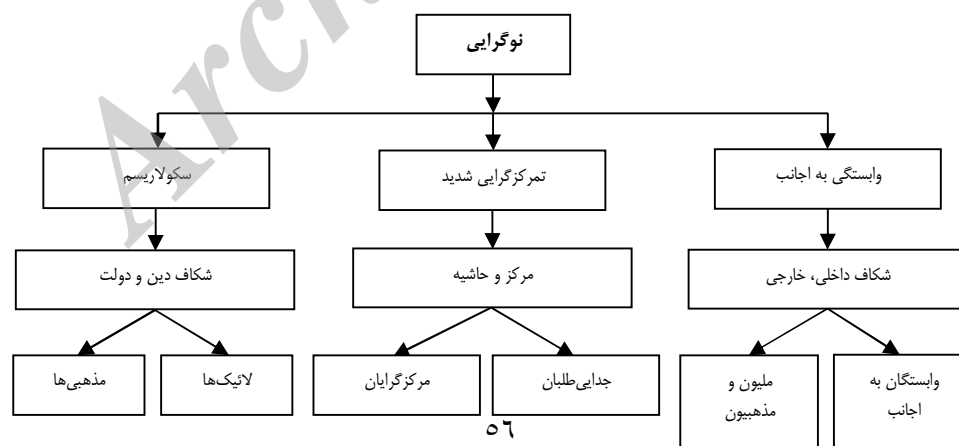 نوگرایی
وابستگی به اجانب
تمرکزگرایی شدید
سکولاریسم
شکاف داخلی، خارجی
مرکز و حاشیه
شکاف دین و دولت
وابستگان به
اجانب
ملیون و
مذهبیون
جدایی‌طلبان
مرکزگرایان
لائیک‌ها
مذهبی‌ها
٥٦